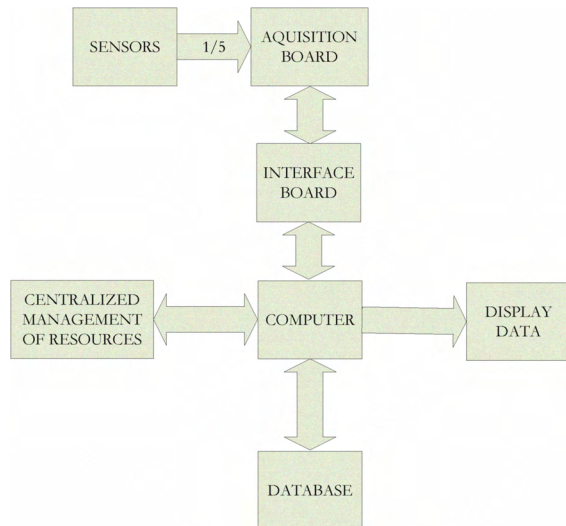 SENSORS
1/5
AQUISITION
BOARD
INTERFACE
BOARD
CENTRALIZED
MANAGEMENT
OF RESOURCES
COMPUTER
DISPLAY
DATA
DATABASE